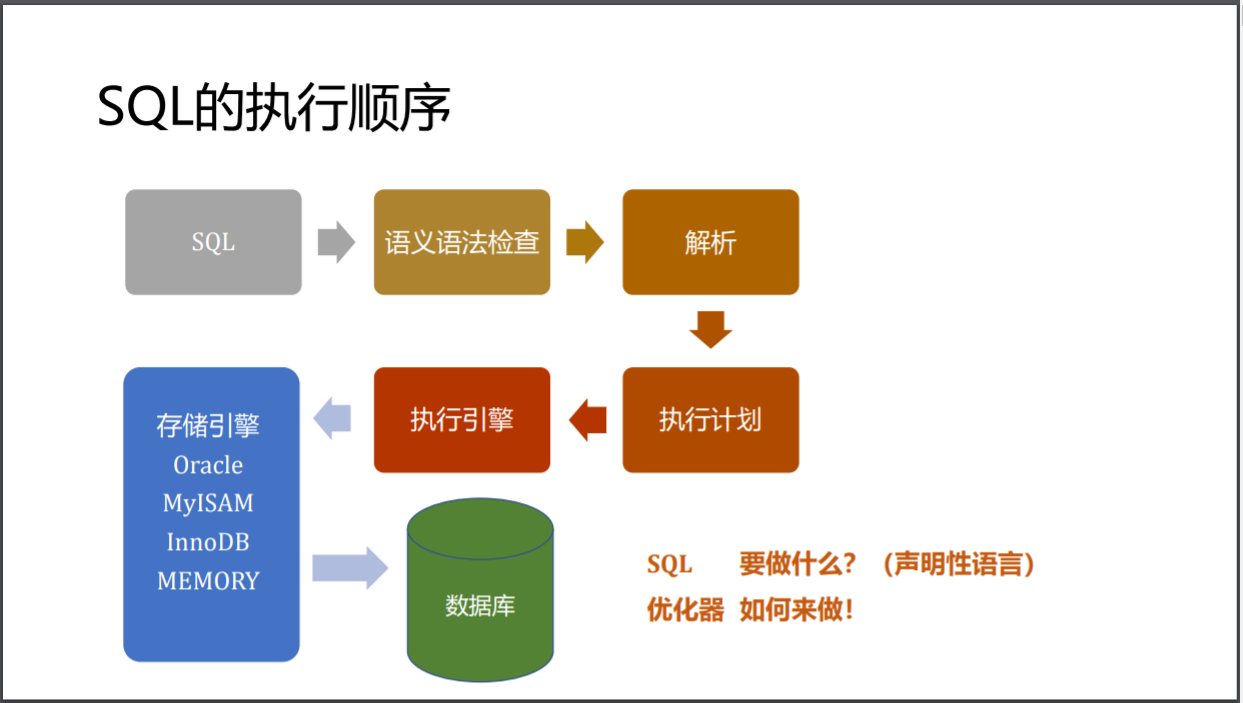 SQL的执行顺序
SQL
语义语法检查
解析
执行计划
执行引擎
存储引擎
Oracle
MyISAM
InnoDB
MEMORY
数据库
SQL 要做什么？（声明性语言）
优化器 如何来做！